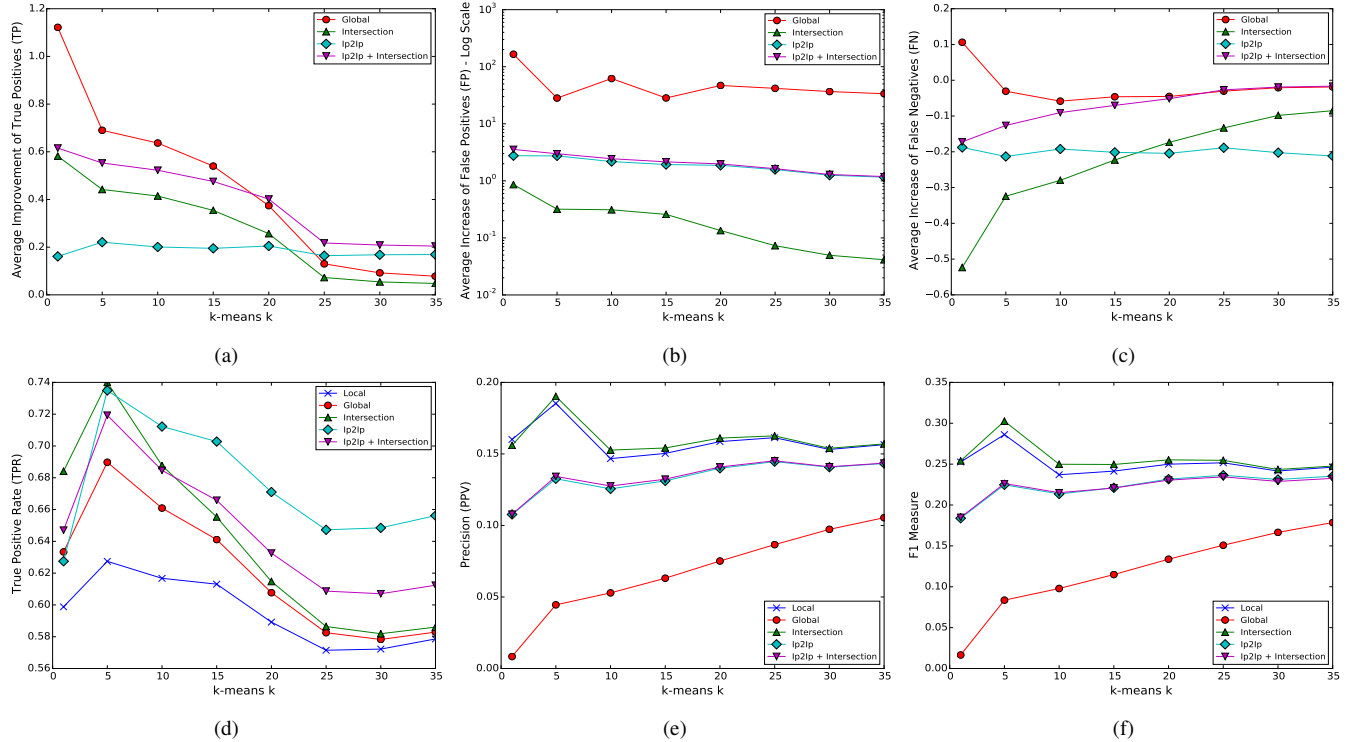 1.2
1.0
0.8
0.6
0.4
0.2
0.0
Average Improvement of True Positives (TP)
Global
Intersection
Ip2Ip
Ip2Ip + Intersection
0 5 10 15 20 25 30 35
k-means k
(a)
10^3
10^2
10^1
10^0
10^-1
10^-2
Average Increase of False Positives (FP) - Log Scale
Global
Intersection
Ip2Ip
Ip2Ip + Intersection
0 5 10 15 20 25 30 35
k-means k
(b)
0.2
0.1
0.0
−0.1
−0.2
−0.3
−0.4
−0.5
−0.6
Average Increase of False Negatives (FN)
Global
Intersection
Ip2Ip
Ip2Ip + Intersection
0 5 10 15 20 25 30 35
k-means k
(c)
0.74
0.72
0.70
0.68
0.66
0.64
0.62
0.60
0.58
0.56
True Positive Rate (TPR)
Local
Global
Intersection
Ip2Ip
Ip2Ip + Intersection
0 5 10 15 20 25 30 35
k-means k
(d)
0.20
0.15
0.10
0.05
0.00
Precision (PPV)
Local
Global
Intersection
Ip2Ip
Ip2Ip + Intersection
0 5 10 15 20 25 30 35
k-means k
(e)
0.35
0.30
0.25
0.20
0.15
0.10
0.05
0.00
F1 Measure
Local
Global
Intersection
Ip2Ip
Ip2Ip + Intersection
0 5 10 15 20 25 30 35
k-means k
(f)